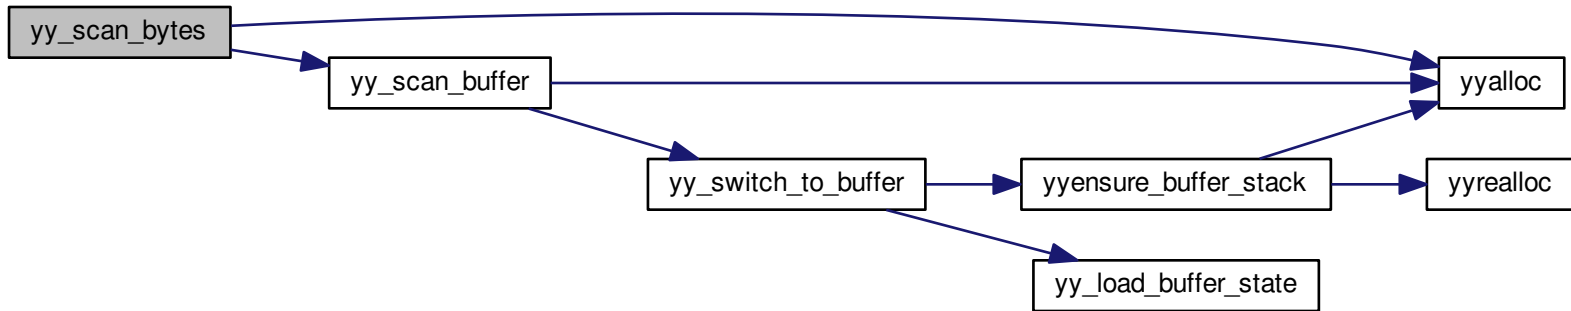 yy_scan_bytes
yy_scan_buffer
yyalloc
yy_switch_to_buffer
yyensure_buffer_stack
yyrealloc
yy_load_buffer_state